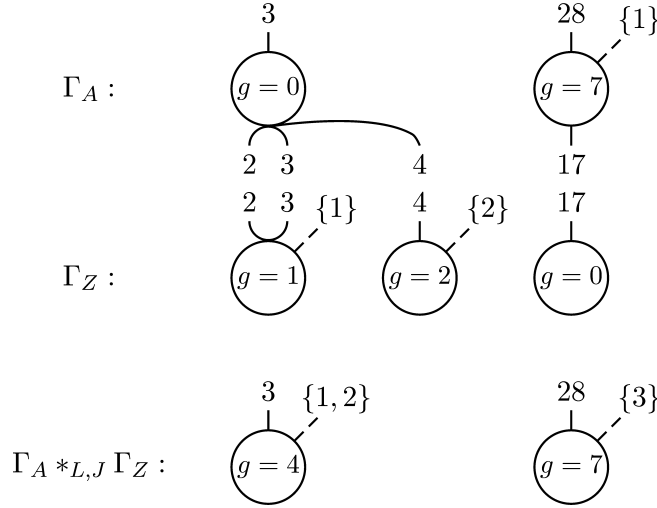 3 28 {1}
Γ_A : g = 0 g = 7
2 3 4 17
2 3 {1} 4 {2} 17
Γ_Z : g = 1 g = 2 g = 0
3 {1, 2} 28 {3}
Γ_A *_{L,J} Γ_Z : g = 4 g = 7